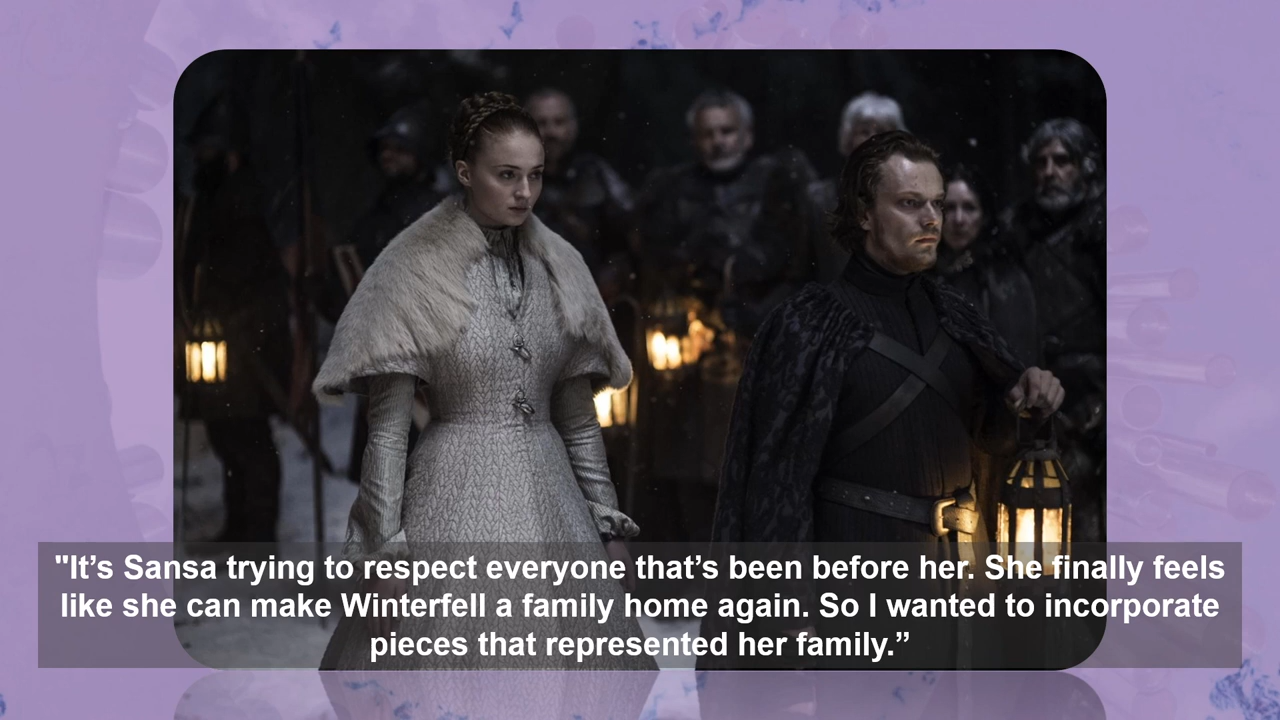 "It’s Sansa trying to respect everyone that’s been before her. She finally feels
like she can make Winterfell a family home again. So I wanted to incorporate
pieces that represented her family.”